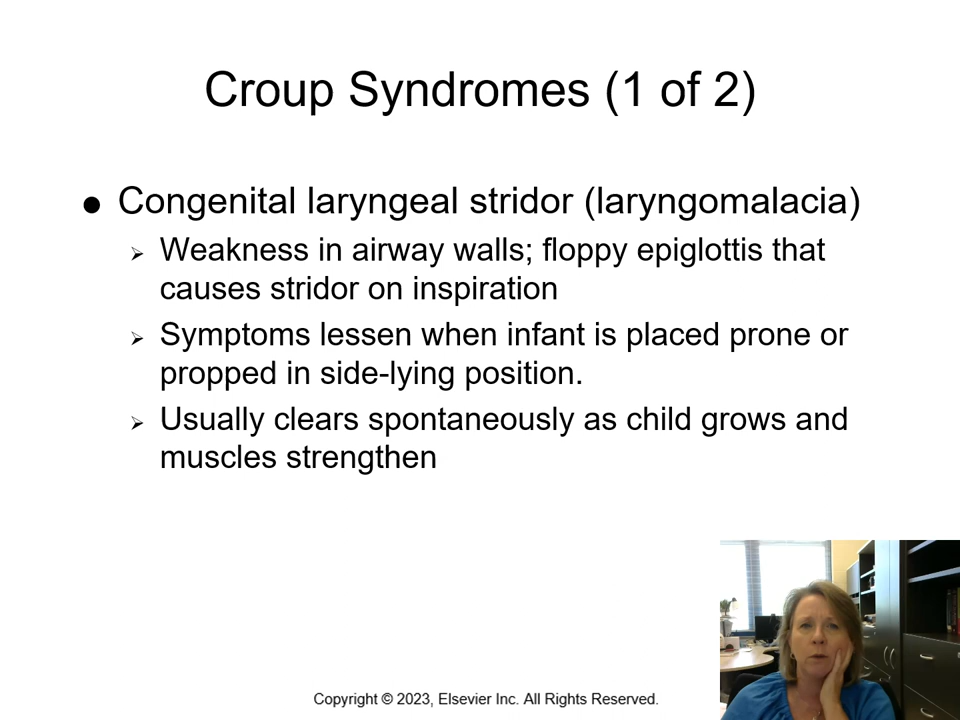 Croup Syndromes (1 of 2)
● Congenital laryngeal stridor (laryngomalacia)
➢ Weakness in airway walls; floppy epiglottis that
causes stridor on inspiration
➢ Symptoms lessen when infant is placed prone or
propped in side-lying position.
➢ Usually clears spontaneously as child grows and
muscles strengthen
Copyright © 2023, Elsevier Inc. All Rights Reserved.